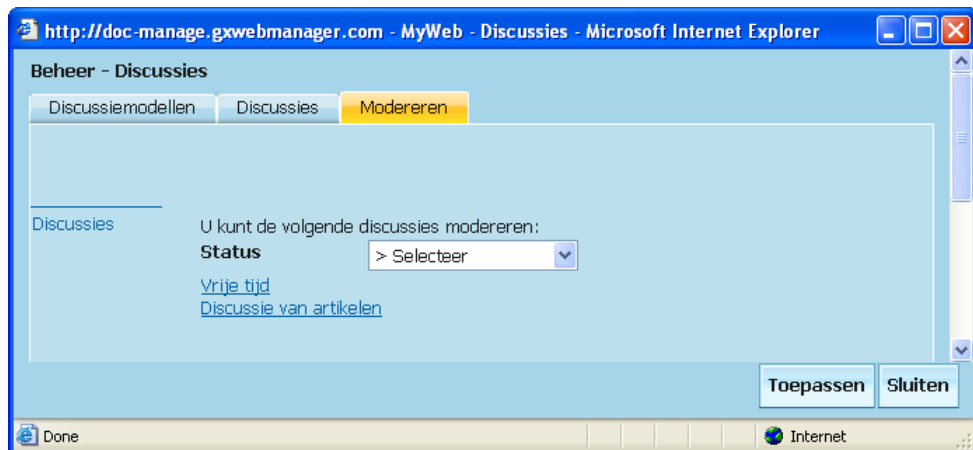 http://doc-manage.gxwebmanager.com - MyWeb - Discussies - Microsoft Internet Explorer
Beheer - Discussies
Discussiemodellen Discussies Modereren
Discussies U kunt de volgende discussies modereren:
Status > Selecteer
Vrije tijd
Discussie van artikelen
Toepassen Sluiten
Done Internet